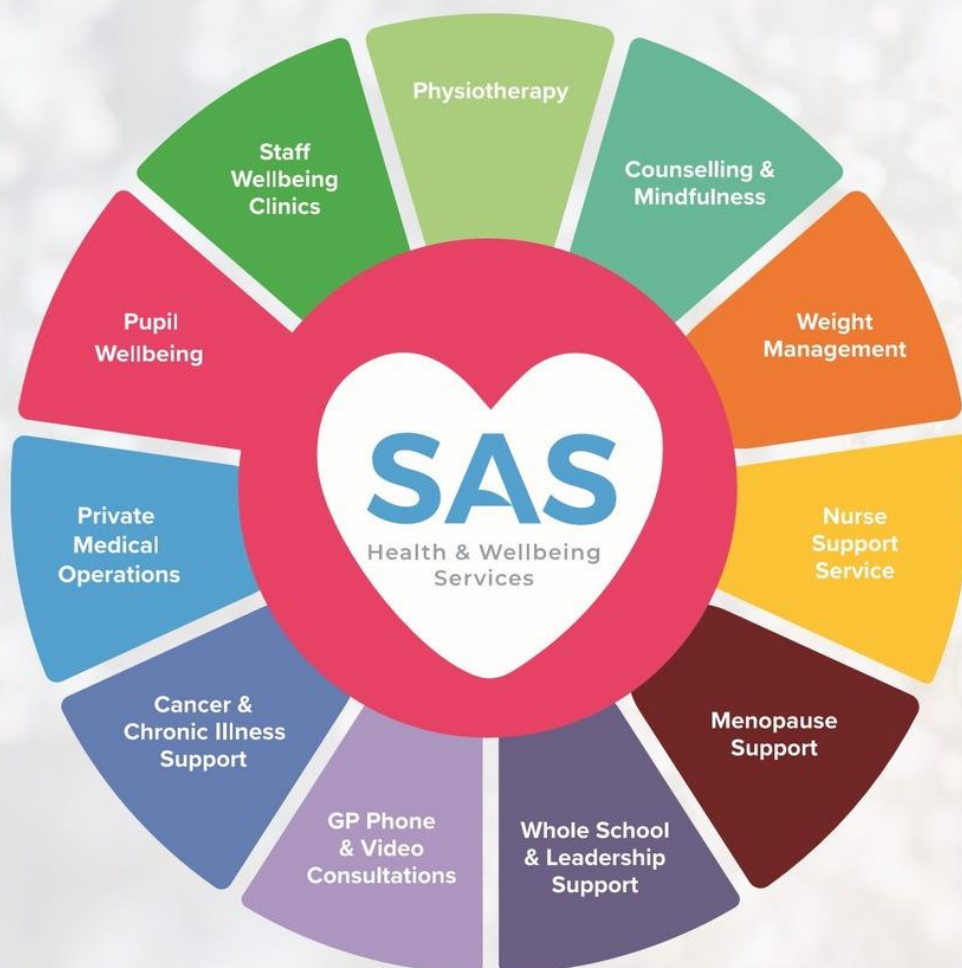 Physiotherapy
Counselling &
Mindfulness
Weight
Management
Nurse
Support
Service
Menopause
Support
Whole School
& Leadership
Support
GP Phone
& Video
Consultations
Cancer &
Chronic Illness
Support
Private
Medical
Operations
Pupil
Wellbeing
Staff
Wellbeing
Clinics
SAS
Health & Wellbeing
Services